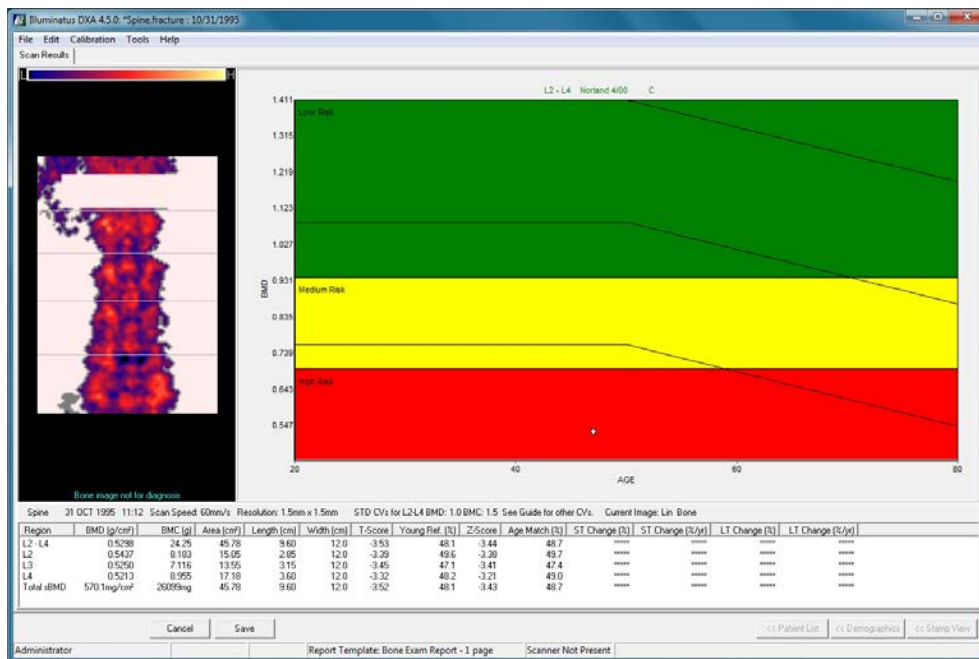 Illuminatus DXA 4.5.0: *Spine.fracture : 10/31/1995
File Edit Calibration Tools Help
Scan Results
L H
L2 - L4 Norland 4/00 C
1.411
Low Risk
1.315
1.219
1.123
1.027
BMD
0.931
Medium Risk
0.835
0.739
High Risk
0.643
0.547
20 40 60 80
AGE
Bone image not for diagnosis
Spine 31 OCT 1995 11:12 Scan Speed: 60mm/s Resolution: 1.5mm x 1.5mm STD CVs for L2-L4 BMD: 1.0 BMC: 1.5 See Guide for other CVs. Current Image: Lin Bone
Region BMD (g/cm²) BMC (g) Area (cm²) Length (cm) Width (cm) T-Score Young Ref. (%) Z-Score Age Match (%) ST Change (%) ST Change (%/yr) LT Change (%) LT Change (%/yr)
L2 - L4 0.5298 24.25 45.78 9.60 12.0 -3.53 48.1 -3.44 48.7 ***** ***** ***** *****
L2 0.5437 8.183 15.05 2.85 12.0 -3.39 49.6 -3.38 49.7 ***** ***** ***** *****
L3 0.5250 7.116 13.55 3.15 12.0 -3.45 47.1 -3.41 47.4 ***** ***** ***** *****
L4 0.5213 8.955 17.18 3.60 12.0 -3.32 48.2 -3.21 49.0 ***** ***** ***** *****
Total sBMD 570.1mg/cm² 26099mg 45.78 9.60 12.0 -3.52 48.1 -3.43 48.7 ***** ***** ***** *****
Cancel Save << Patient List << Demographics << Stamp View
Administrator Report Template: Bone Exam Report - 1 page Scanner Not Present